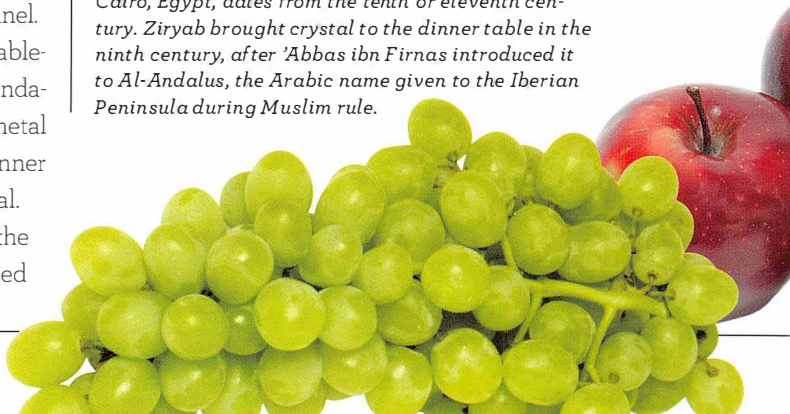 nel.
able-
nda-
netal
nner
al.
the
ed
Cairo, Egypt, dates from the tenth or eleventh cen-
tury. Ziryab brought crystal to the dinner table in the
ninth century, after ’Abbas ibn Firnas introduced it
to Al-Andalus, the Arabic name given to the Iberian
Peninsula during Muslim rule.